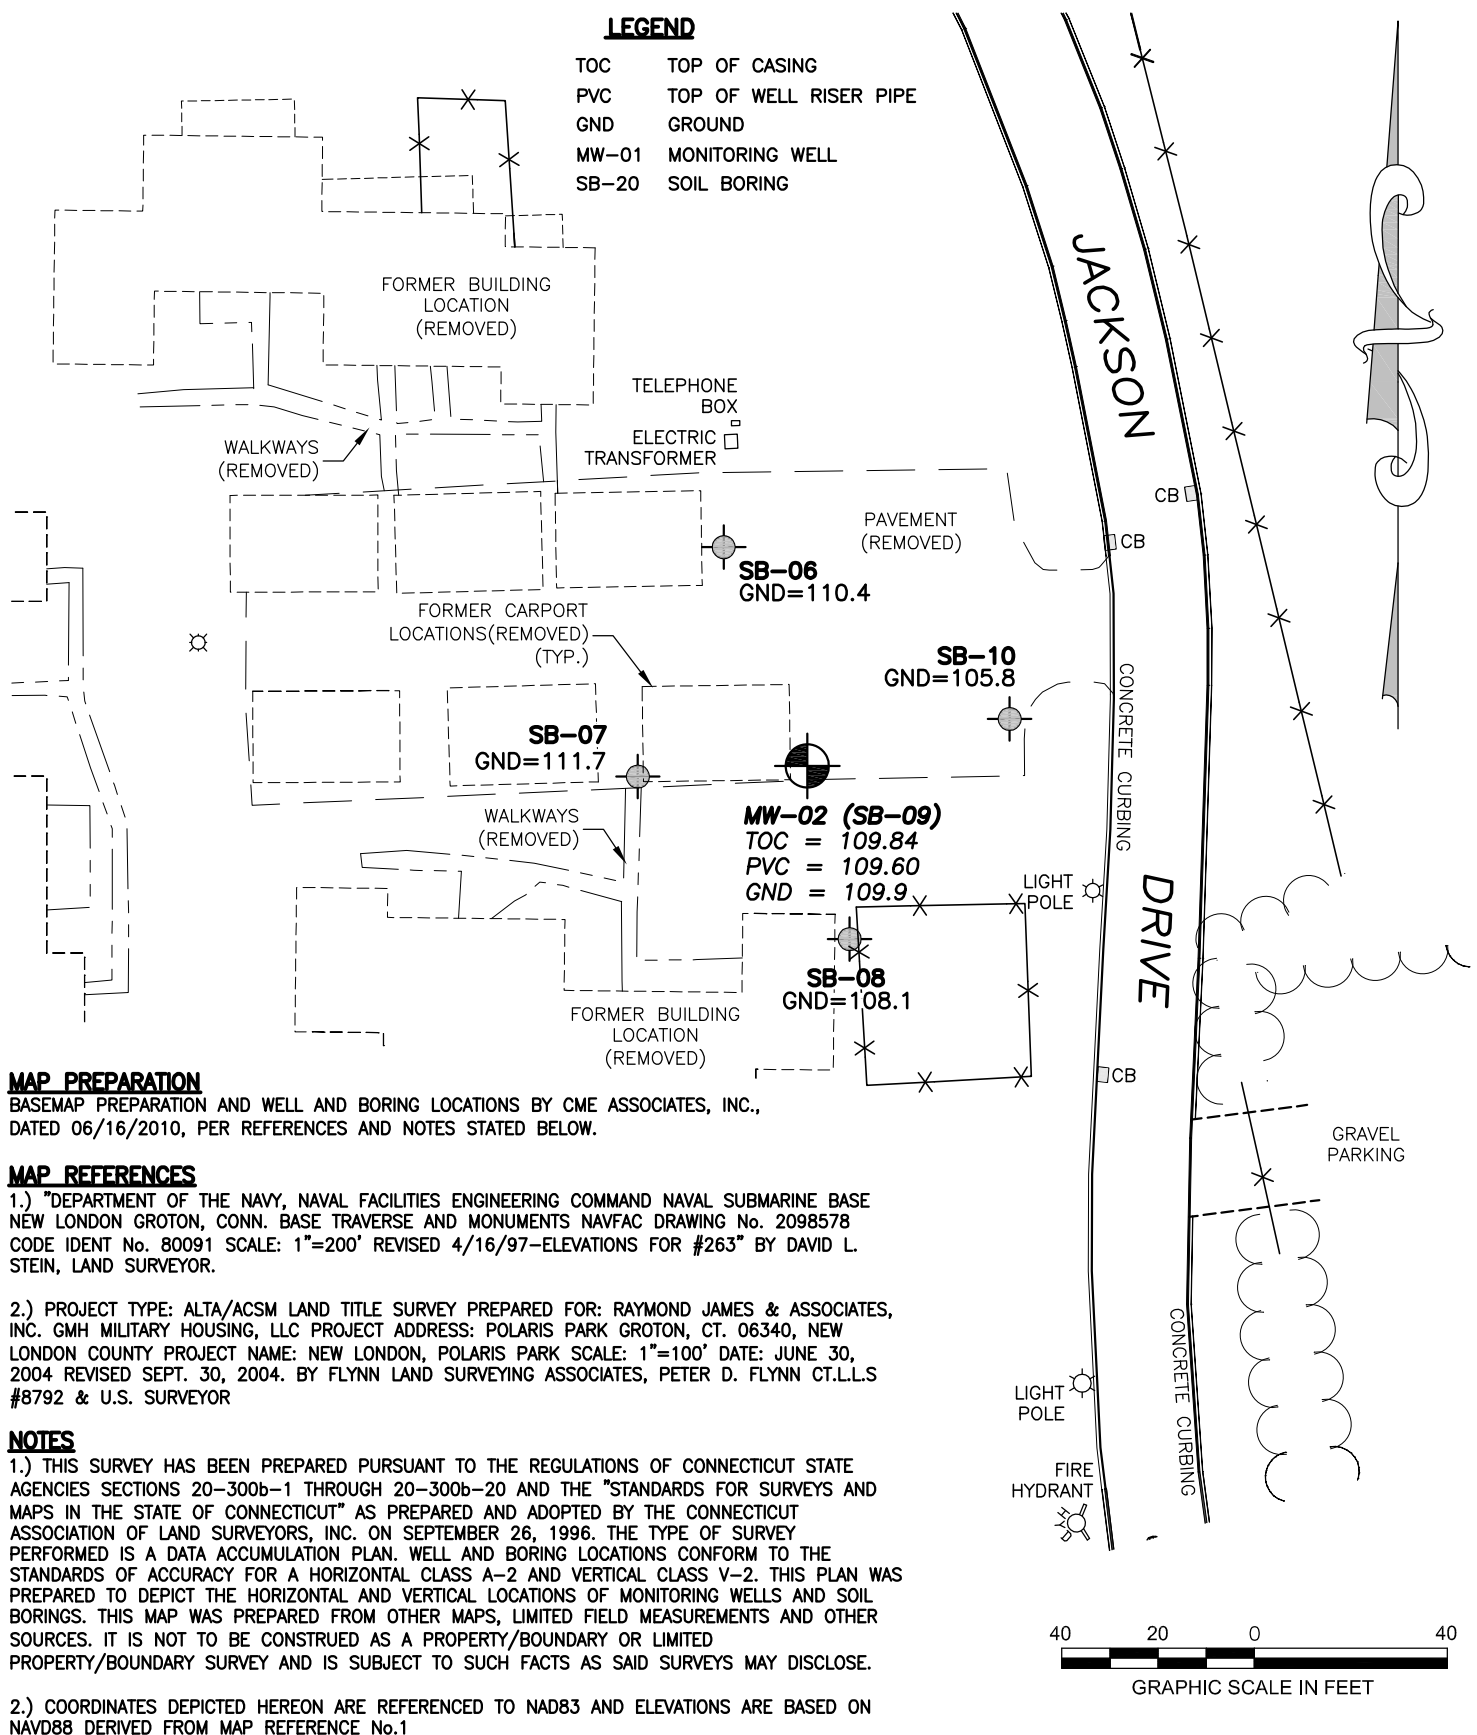 LEGEND
TOC TOP OF CASING
PVC TOP OF WELL RISER PIPE
GND GROUND
MW-01 MONITORING WELL
SB-20 SOIL BORING
JACKSON
FORMER BUILDING
LOCATION
(REMOVED)
TELEPHONE
BOX
ELECTRIC
TRANSFORMER
WALKWAYS
(REMOVED)
CB
PAVEMENT
(REMOVED)
CB
SB-06
GND=110.4
FORMER CARPORT
LOCATIONS(REMOVED)
(TYP.)
SB-10
GND=105.8
CONCRETE CURBING
SB-07
GND=111.7
WALKWAYS
(REMOVED)
MW-02 (SB-09)
TOC = 109.84
PVC = 109.60
GND = 109.9
LIGHT
POLE
DRIVE
SB-08
GND=108.1
FORMER BUILDING
LOCATION
(REMOVED)
CB
GRAVEL
PARKING
MAP PREPARATION
BASEMAP PREPARATION AND WELL AND BORING LOCATIONS BY CME ASSOCIATES, INC.,
DATED 06/16/2010, PER REFERENCES AND NOTES STATED BELOW.
MAP REFERENCES
1.) "DEPARTMENT OF THE NAVY, NAVAL FACILITIES ENGINEERING COMMAND NAVAL SUBMARINE BASE
NEW LONDON GROTON, CONN. BASE TRAVERSE AND MONUMENTS NAVFAC DRAWING No. 2098578
CODE IDENT No. 80091 SCALE: 1"=200' REVISED 4/16/97-ELEVATIONS FOR #263" BY DAVID L.
STEIN, LAND SURVEYOR.
2.) PROJECT TYPE: ALTA/ACSM LAND TITLE SURVEY PREPARED FOR: RAYMOND JAMES & ASSOCIATES,
INC. GMH MILITARY HOUSING, LLC PROJECT ADDRESS: POLARIS PARK GROTON, CT. 06340, NEW
LONDON COUNTY PROJECT NAME: NEW LONDON, POLARIS PARK SCALE: 1"=100' DATE: JUNE 30,
2004 REVISED SEPT. 30, 2004. BY FLYNN LAND SURVEYING ASSOCIATES, PETER D. FLYNN CT.L.L.S
#8792 & U.S. SURVEYOR
CONCRETE CURBING
LIGHT
POLE
FIRE
HYDRANT
NOTES
1.) THIS SURVEY HAS BEEN PREPARED PURSUANT TO THE REGULATIONS OF CONNECTICUT STATE
AGENCIES SECTIONS 20-300b-1 THROUGH 20-300b-20 AND THE "STANDARDS FOR SURVEYS AND
MAPS IN THE STATE OF CONNECTICUT" AS PREPARED AND ADOPTED BY THE CONNECTICUT
ASSOCIATION OF LAND SURVEYORS, INC. ON SEPTEMBER 26, 1996. THE TYPE OF SURVEY
PERFORMED IS A DATA ACCUMULATION PLAN. WELL AND BORING LOCATIONS CONFORM TO THE
STANDARDS OF ACCURACY FOR A HORIZONTAL CLASS A-2 AND VERTICAL CLASS V-2. THIS PLAN WAS
PREPARED TO DEPICT THE HORIZONTAL AND VERTICAL LOCATIONS OF MONITORING WELLS AND SOIL
BORINGS. THIS MAP WAS PREPARED FROM OTHER MAPS, LIMITED FIELD MEASUREMENTS AND OTHER
SOURCES. IT IS NOT TO BE CONSTRUED AS A PROPERTY/BOUNDARY OR LIMITED
PROPERTY/BOUNDARY SURVEY AND IS SUBJECT TO SUCH FACTS AS SAID SURVEYS MAY DISCLOSE.
2.) COORDINATES DEPICTED HEREON ARE REFERENCED TO NAD83 AND ELEVATIONS ARE BASED ON
NAVD88 DERIVED FROM MAP REFERENCE No.1
40 20 0 40
GRAPHIC SCALE IN FEET